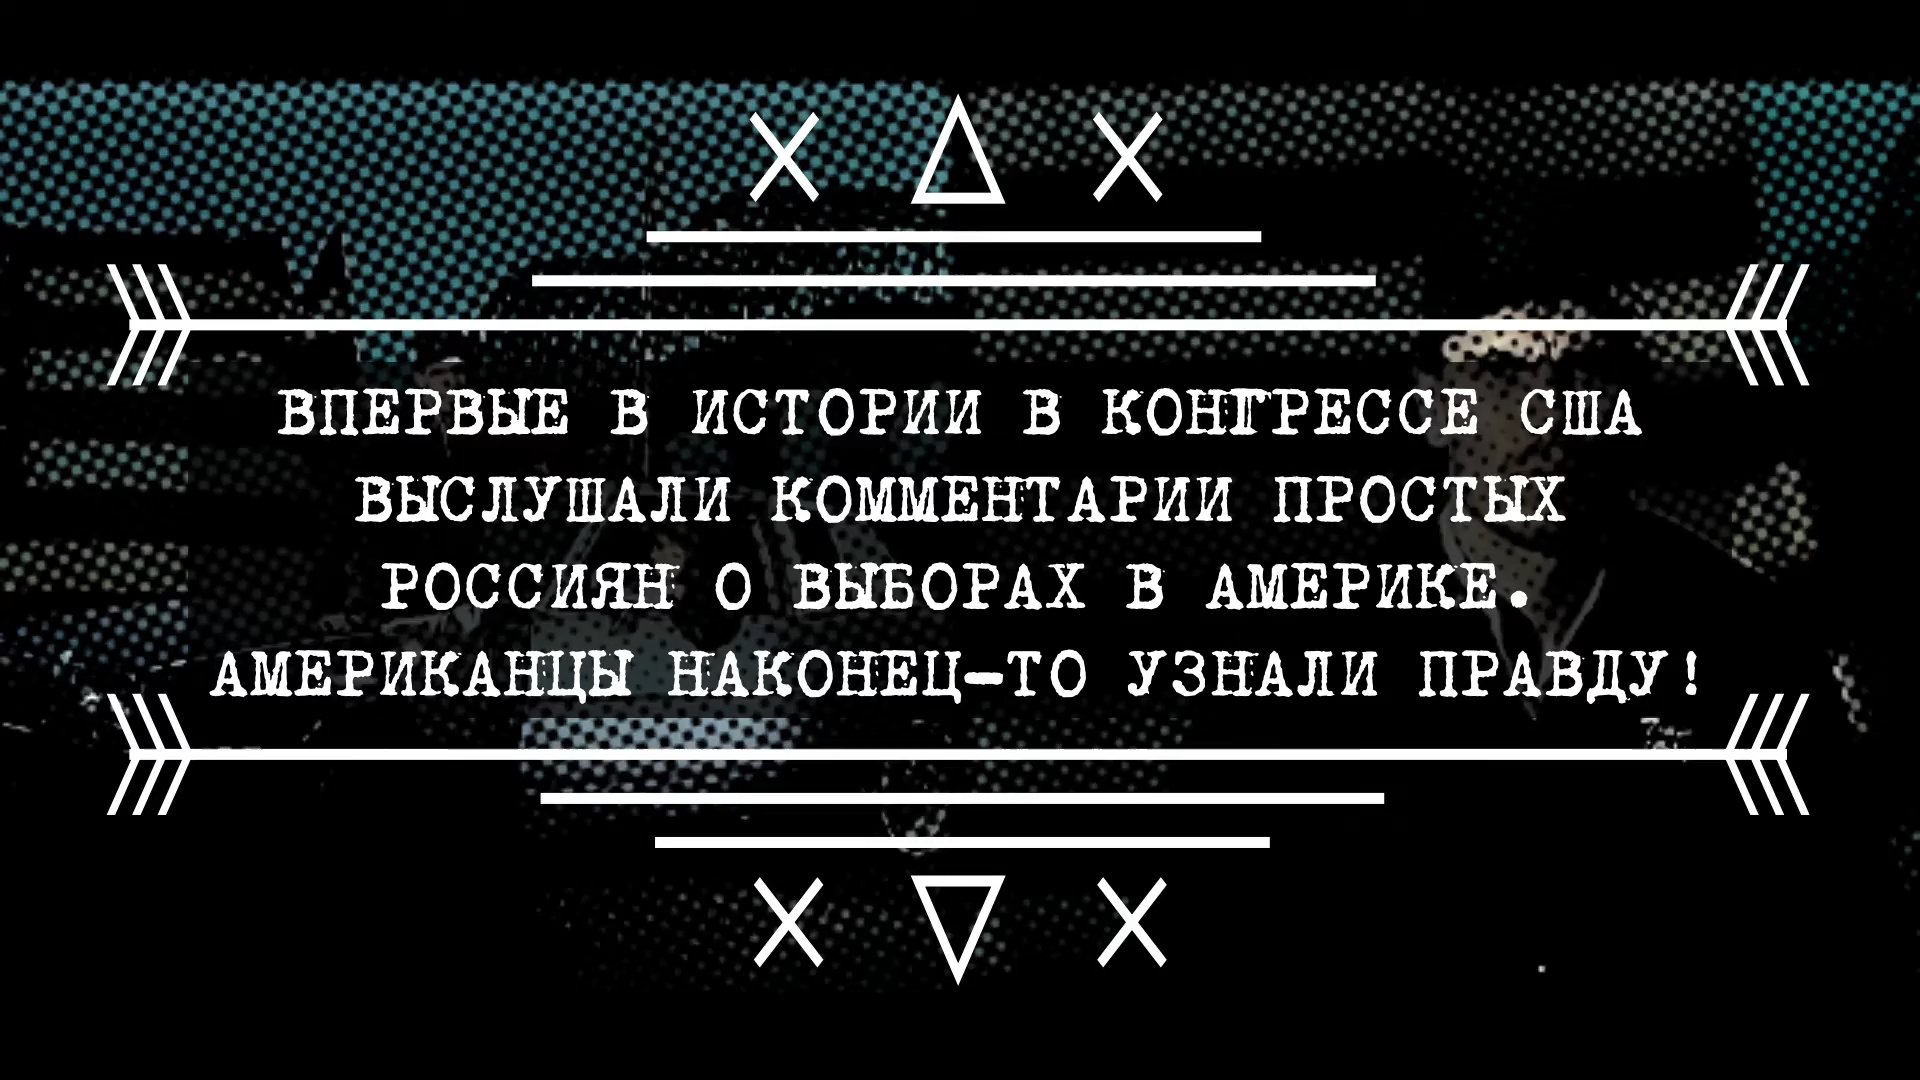 ВПЕРВЫЕ В ИСТОРИИ В КОНГРЕССЕ США
ВЫСЛУШАЛИ КОММЕНТАРИИ ПРОСТЫХ
РОССИЯН О ВЫБОРАХ В АМЕРИКЕ.
АМЕРИКАНЦЫ НАКОНЕЦ-ТО УЗНАЛИ ПРАВДУ!